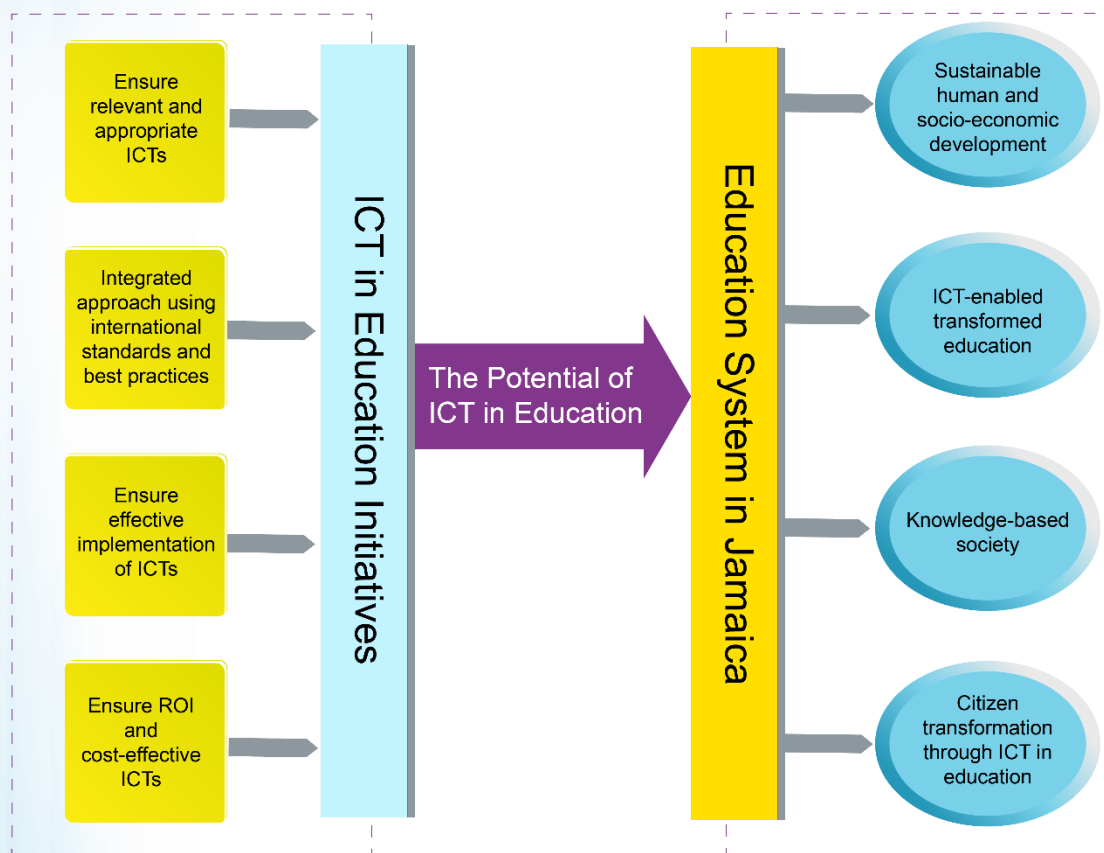 Ensure
relevant and
appropriate
ICTs
Integrated
approach using
international
standards and
best practices
Ensure
effective
implementation
of ICTs
Ensure ROI
and
cost-effective
ICTs
ICT in Education Initiatives
The Potential of
ICT in Education
Education System in Jamaica
Sustainable
human and
socio-economic
development
ICT-enabled
transformed
education
Knowledge-based
society
Citizen
transformation
through ICT in
education